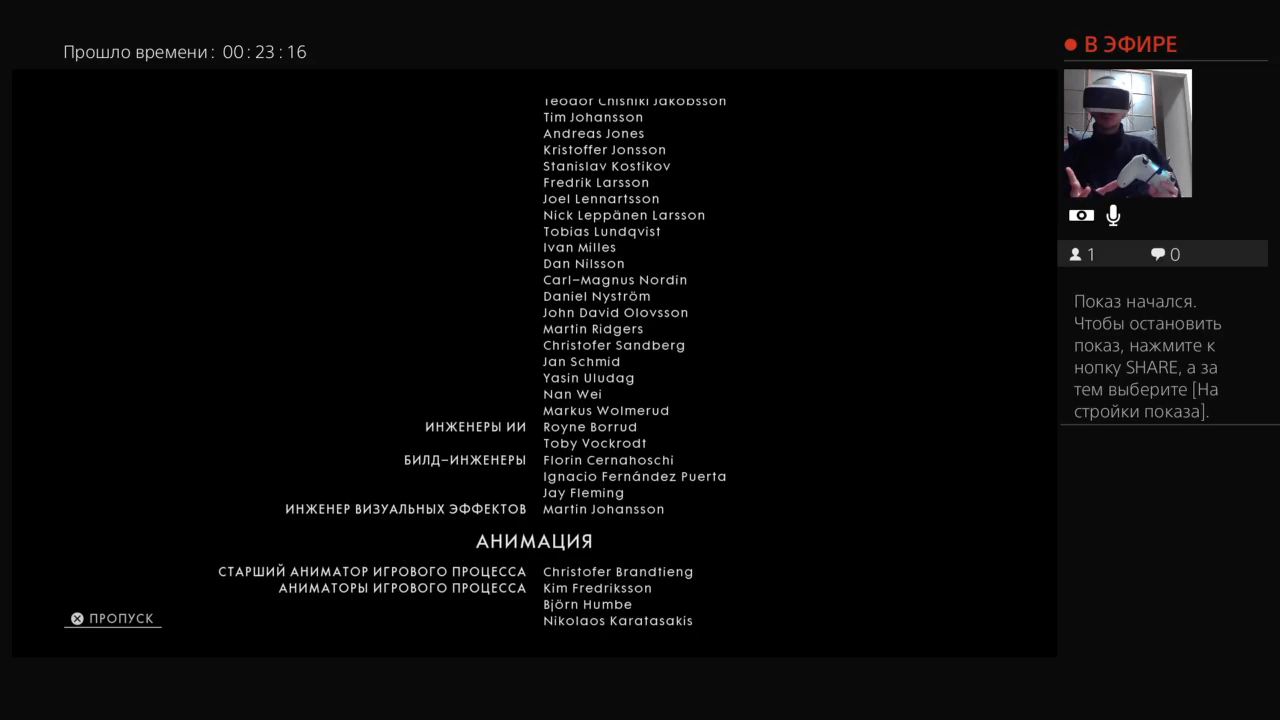 Прошло времени: 00:23:16
В ЭФИРЕ
Teodor Chishiki Jakobsson
Tim Johansson
Andreas Jones
Kristoffer Jonsson
Stanislav Kostikov
Fredrik Larsson
Joel Lennartsson
Nick Leppänen Larsson
Tobias Lundqvist
Ivan Milles
Dan Nilsson
Carl-Magnus Nordin
Daniel Nyström
John David Olovsson
Martin Ridgers
Christofer Sandberg
Jan Schmid
Yasin Uludag
Nan Wei
Markus Wolmerud
ИНЖЕНЕРЫ ИИ Royne Borrud
Toby Vockrodt
БИЛД-ИНЖЕНЕРЫ Florin Cernahoschi
Ignacio Fernández Puerta
Jay Fleming
ИНЖЕНЕР ВИЗУАЛЬНЫХ ЭФФЕКТОВ Martin Johansson
АНИМАЦИЯ
СТАРШИЙ АНИМАТОР ИГРОВОГО ПРОЦЕССА Christofer Brandtieng
АНИМАТОРЫ ИГРОВОГО ПРОЦЕССА Kim Fredriksson
Björn Humbe
Nikolaos Karatasakis
ПРОПУСК
1 0
Показ начался.
Чтобы остановить
показ, нажмите к
нопку SHARE, а за
тем выберите [На
стройки показа].